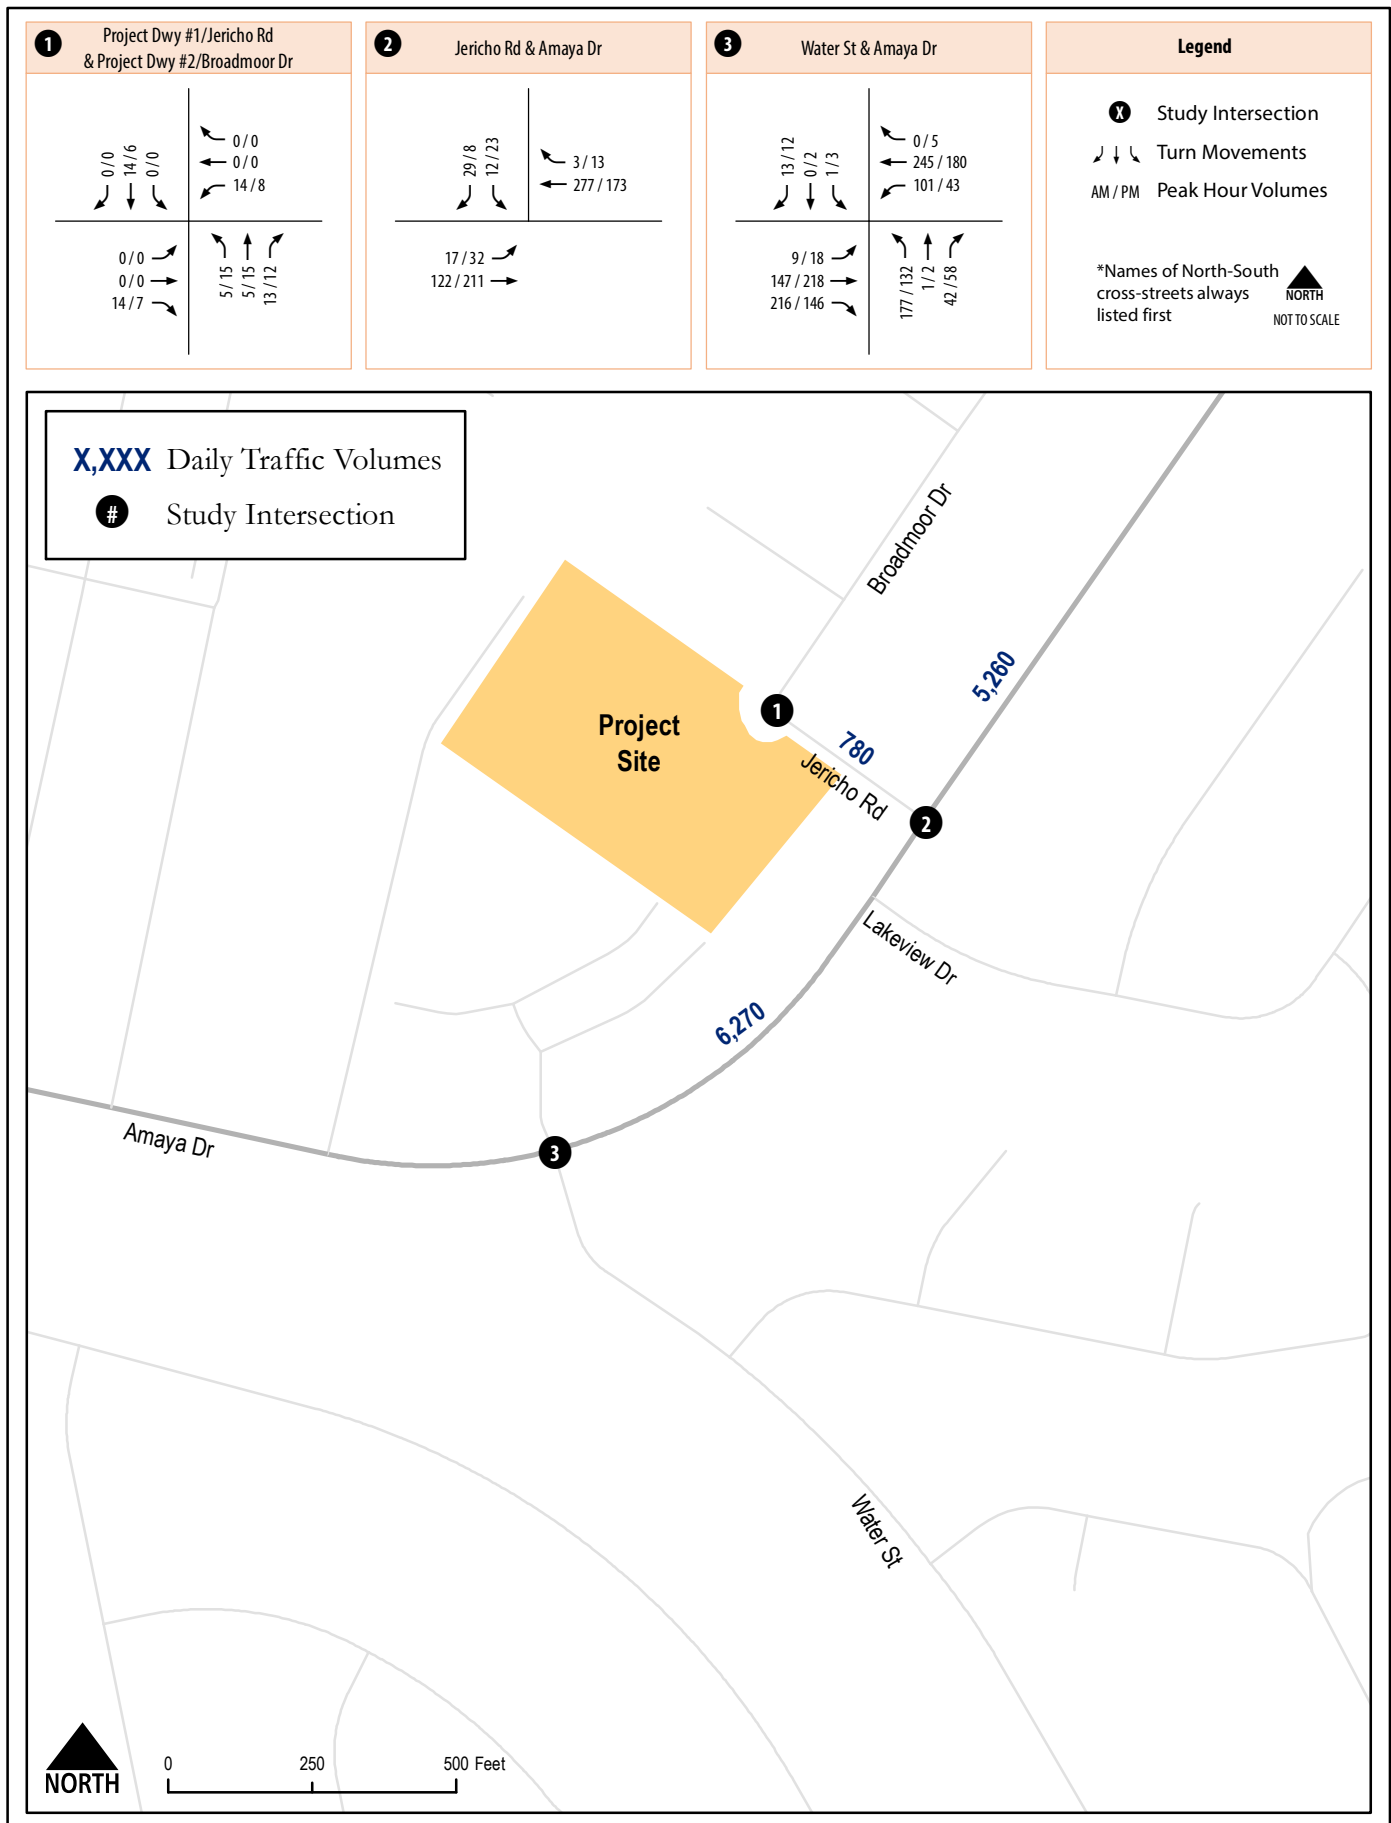 1
Project Dwy #1/Jericho Rd
& Project Dwy #2/Broadmoor Dr
0 / 0
14 / 6
0 / 0
0 / 0
0 / 0
14 / 8
0 / 0
0 / 0
14 / 7
5 / 15
5 / 15
13 / 12
2
Jericho Rd & Amaya Dr
29 / 8
12 / 23
3 / 13
277 / 173
17 / 32
122 / 211
3
Water St & Amaya Dr
13 / 12
0 / 2
1 / 3
0 / 5
245 / 180
101 / 43
9 / 18
147 / 218
216 / 146
177 / 132
1 / 2
42 / 58
Legend
X Study Intersection
Turn Movements
AM / PM Peak Hour Volumes
*Names of North-South
cross-streets always
listed first
NORTH
NOT TO SCALE
X,XXX Daily Traffic Volumes
# Study Intersection
Broadmoor Dr
5,260
1
Project
Site
780
Jericho Rd
2
Lakeview Dr
6,270
Amaya Dr
3
Water St
NORTH
0 250 500 Feet